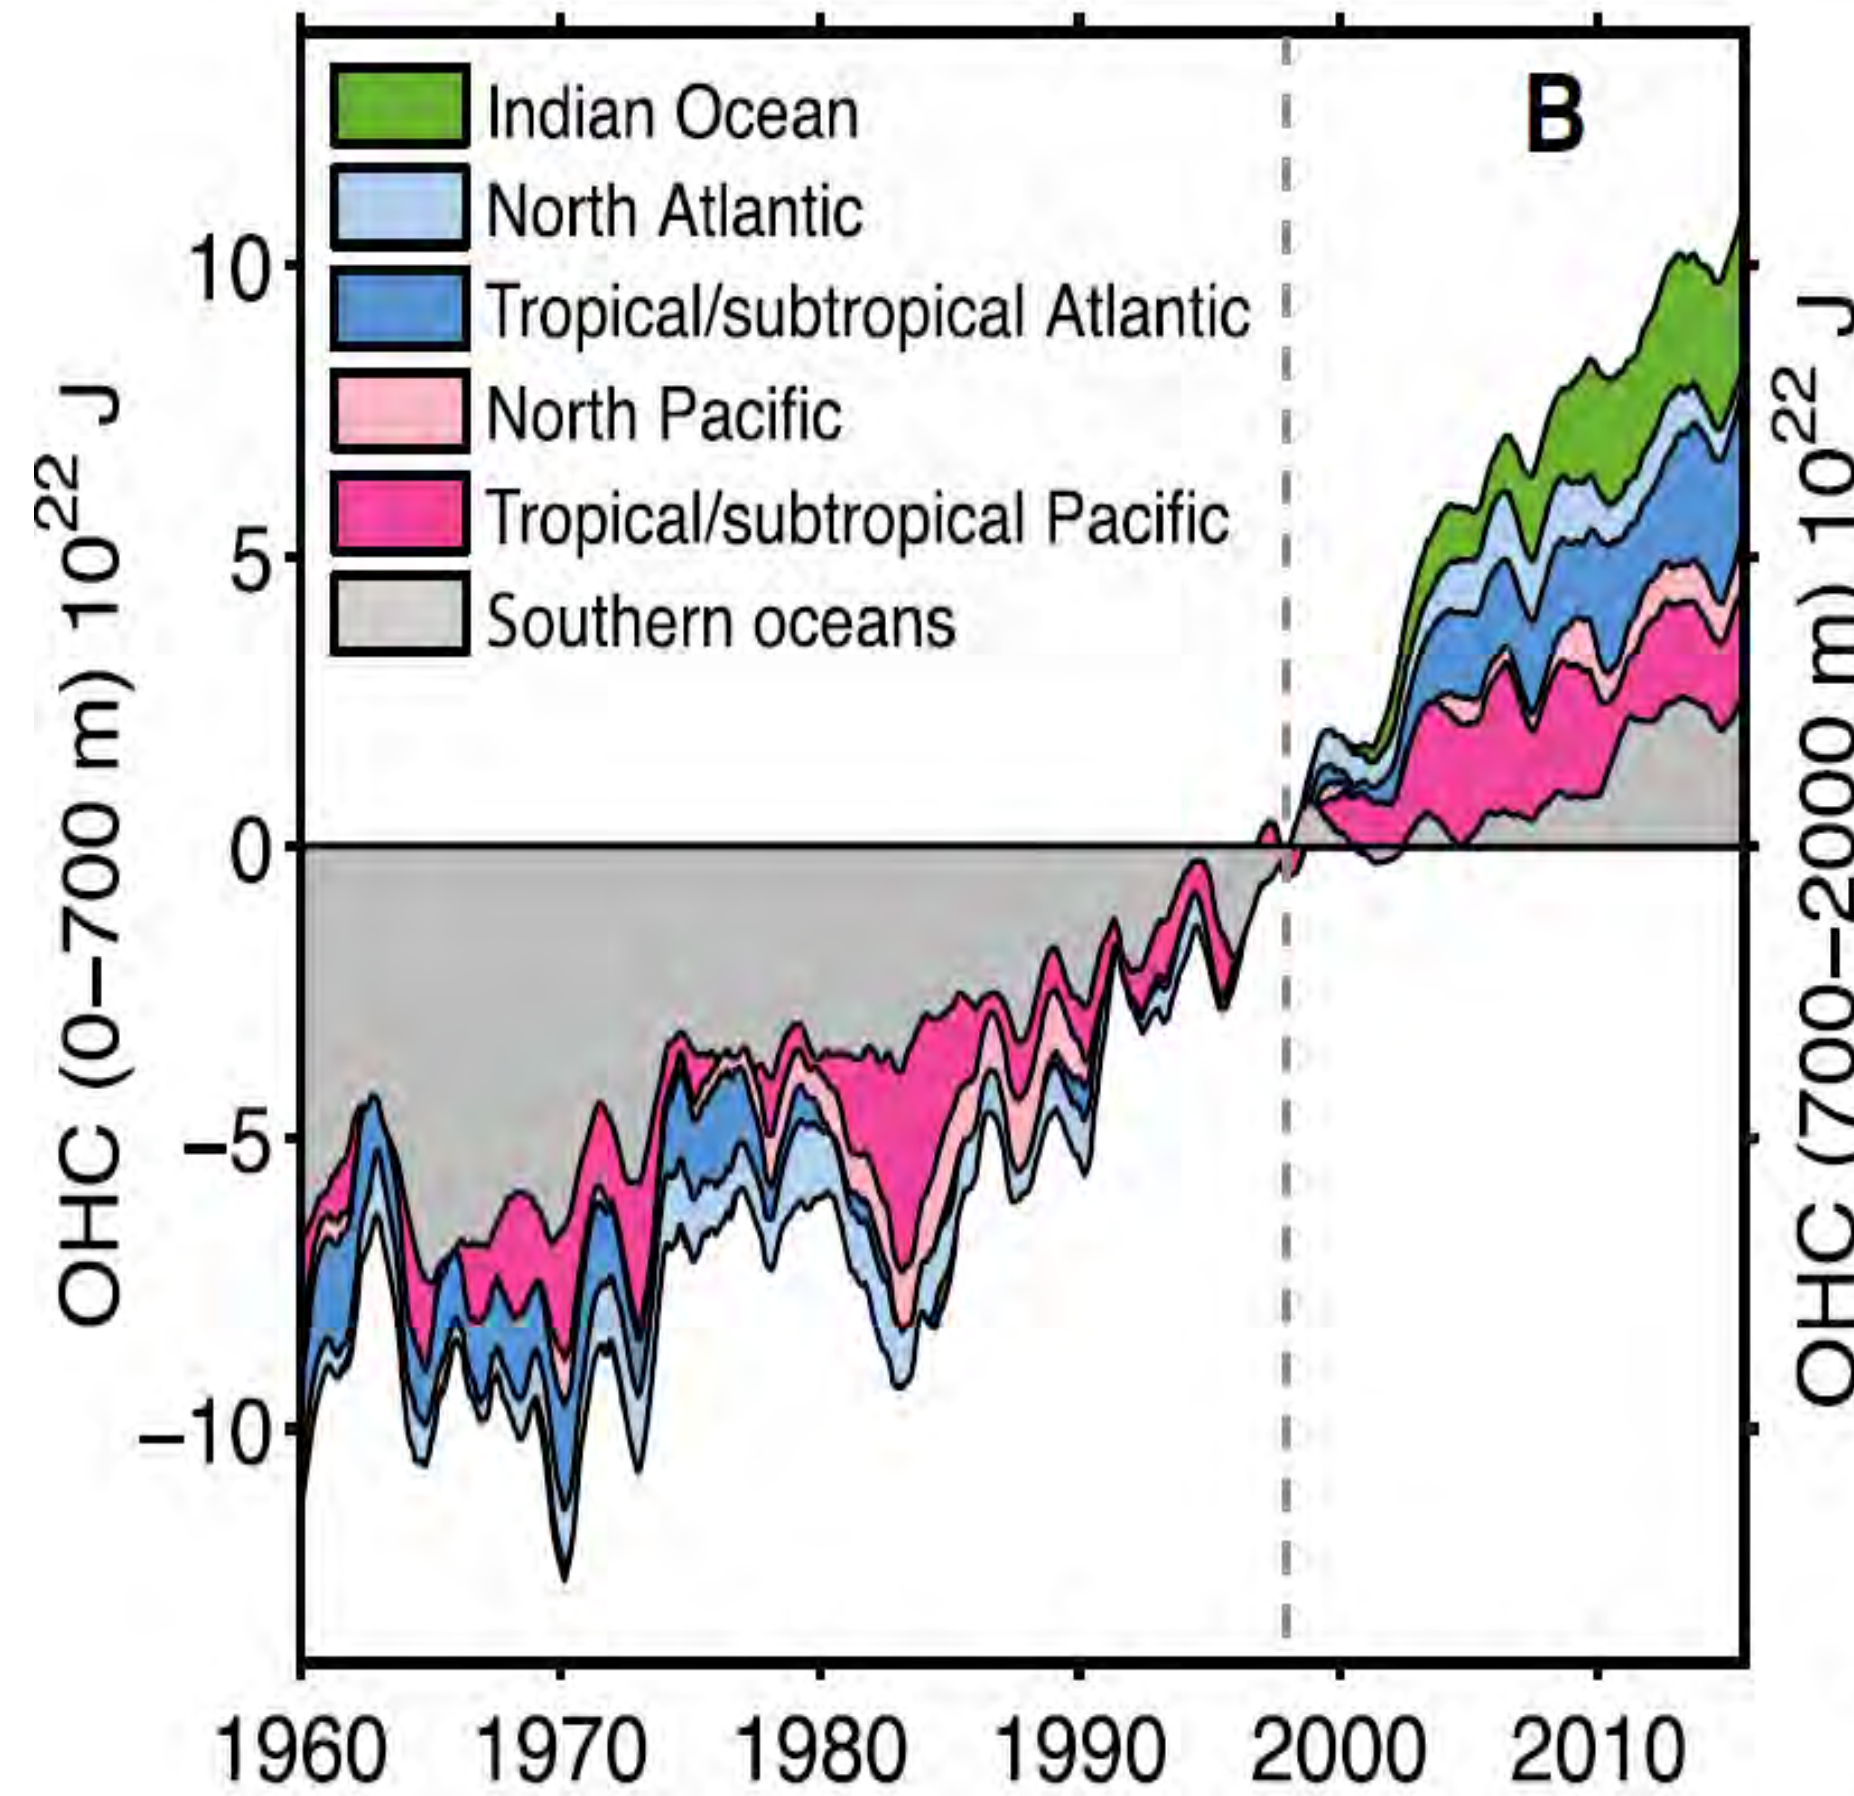 B
Indian Ocean
North Atlantic
Tropical/subtropical Atlantic
North Pacific
Tropical/subtropical Pacific
Southern oceans
OHC (0–700 m) 10²² J
10
5
0
−5
−10
1960 1970 1980 1990 2000 2010
OHC (700–2000 m) 10²² J